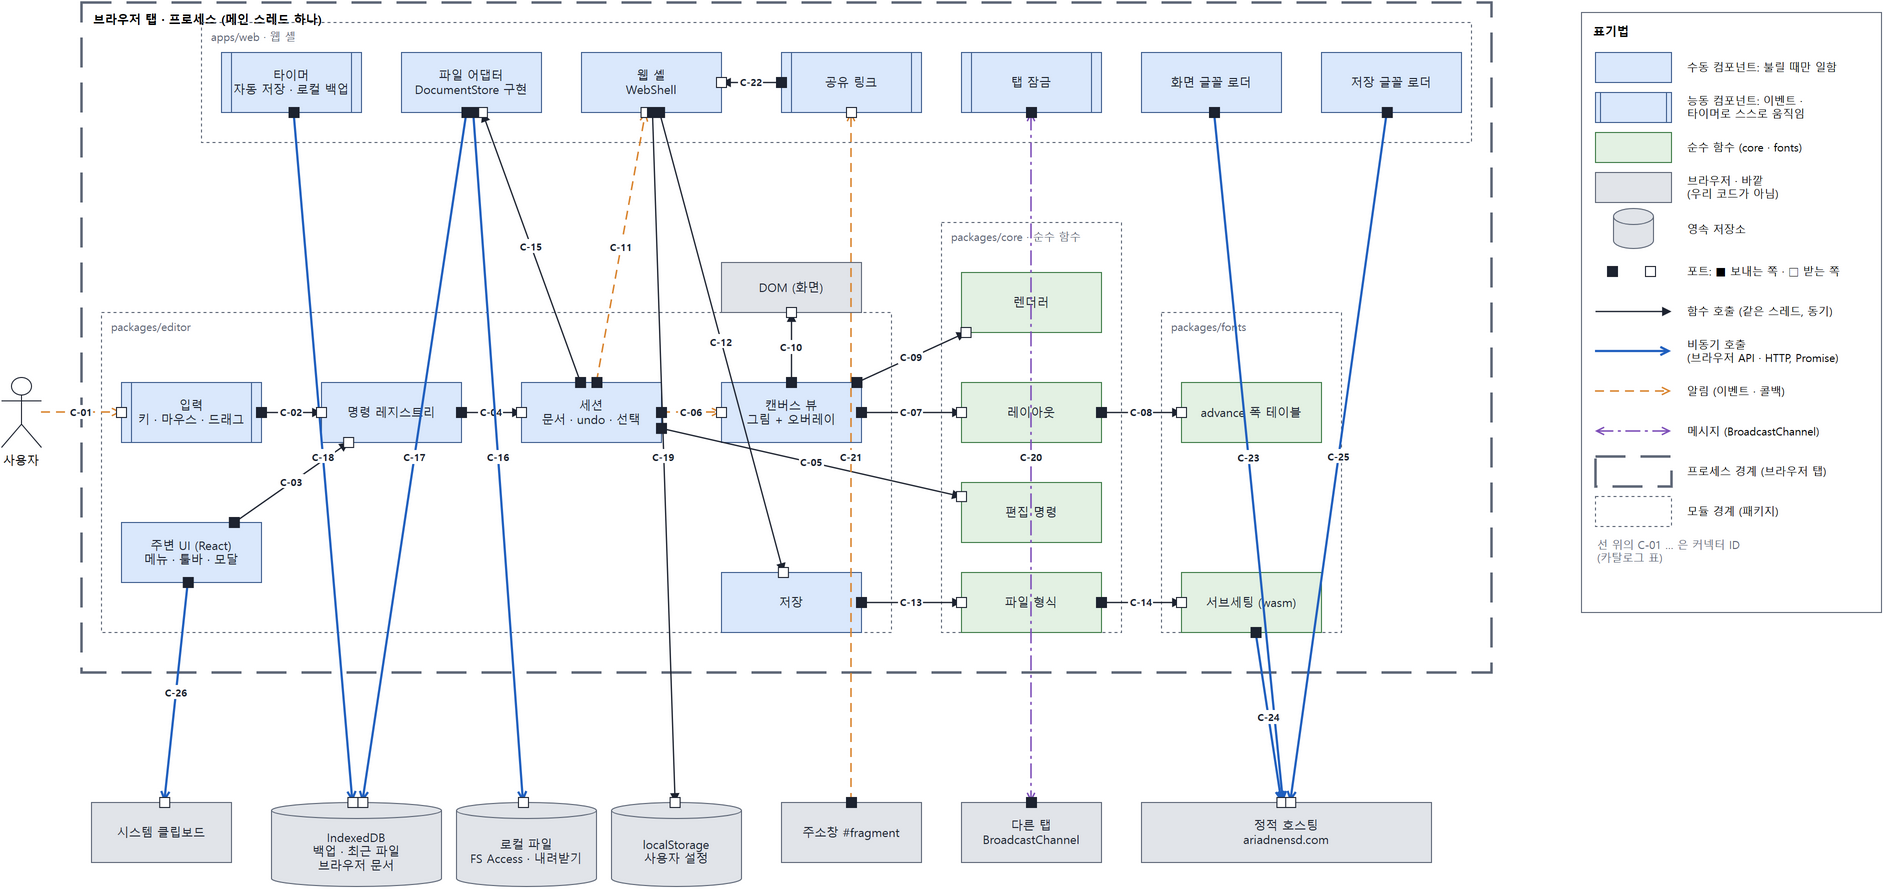 브라우저 탭 · 프로세스 (메인 스레드 하나)
apps/web · 웹 셸
타이머
자동 저장 · 로컬 백업
파일 어댑터
DocumentStore 구현
웹 셸
WebShell
C-22
공유 링크
탭 잠금
화면 글꼴 로더
저장 글꼴 로더
C-15
C-11
packages/core · 순수 함수
DOM (화면)
렌더러
packages/editor
packages/fonts
C-12
C-10
C-09
사용자
C-01
입력
키 · 마우스 · 드래그
C-02
명령 레지스트리
C-04
세션
문서 · undo · 선택
C-06
캔버스 뷰
그림 + 오버레이
C-07
레이아웃
C-08
advance 폭 테이블
C-18
C-17
C-16
C-19
C-05
C-21
C-20
C-23
C-25
C-03
편집 명령
주변 UI (React)
메뉴 · 툴바 · 모달
저장
C-13
파일 형식
C-14
서브세팅 (wasm)
C-26
C-24
시스템 클립보드
IndexedDB
백업 · 최근 파일
브라우저 문서
로컬 파일
FS Access · 내려받기
localStorage
사용자 설정
주소창 #fragment
다른 탭
BroadcastChannel
정적 호스팅
ariadnensd.com
표기법
수동 컴포넌트: 불릴 때만 일함
능동 컴포넌트: 이벤트 ·
타이머로 스스로 움직임
순수 함수 (core · fonts)
브라우저 · 바깥
(우리 코드가 아님)
영속 저장소
포트: ■ 보내는 쪽 · □ 받는 쪽
함수 호출 (같은 스레드, 동기)
비동기 호출
(브라우저 API · HTTP, Promise)
알림 (이벤트 · 콜백)
메시지 (BroadcastChannel)
프로세스 경계 (브라우저 탭)
모듈 경계 (패키지)
선 위의 C-01 ... 은 커넥터 ID
(카탈로그 표)